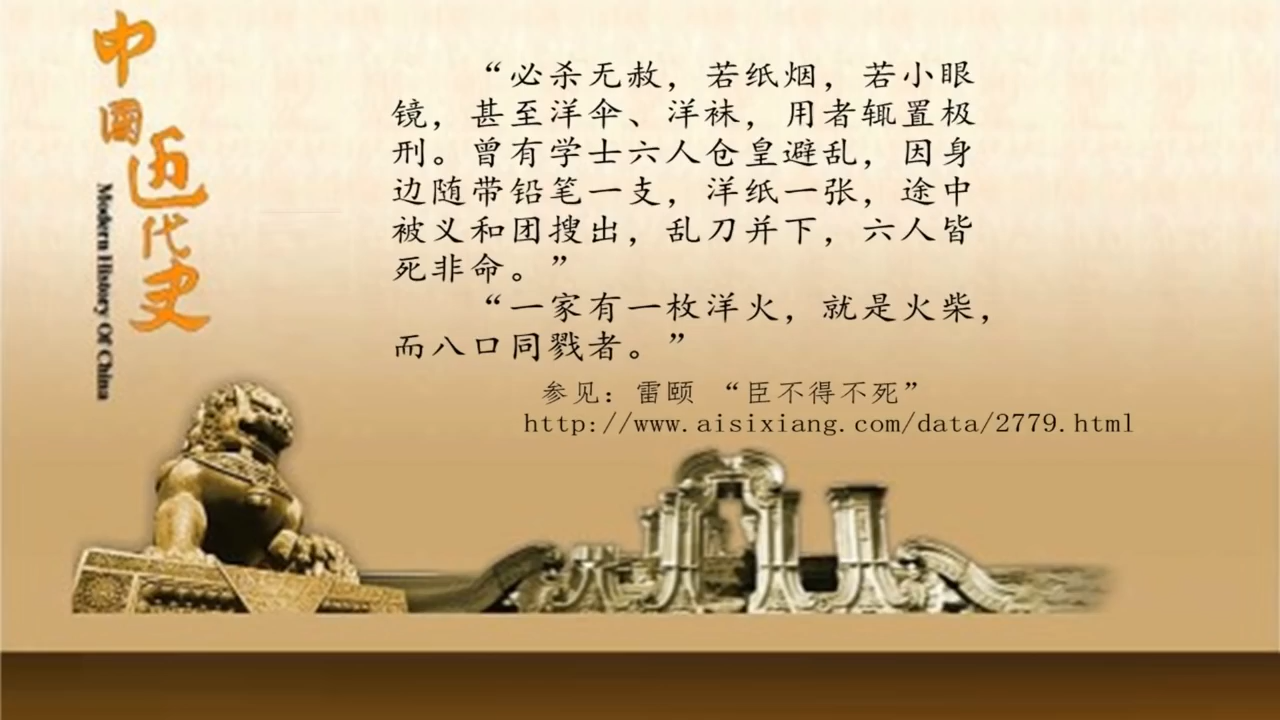 中國近代史
Modern History Of China
“必杀无赦，若纸烟，若小眼
镜，甚至洋伞、洋袜，用者辄置极
刑。曾有学士六人仓皇避乱，因身
边随带铅笔一支，洋纸一张，途中
被义和团搜出，乱刀并下，六人皆
死非命。”
“一家有一枚洋火，就是火柴，
而八口同戮者。”
参见：雷颐 “臣不得不死”
http://www.aisixiang.com/data/2779.html